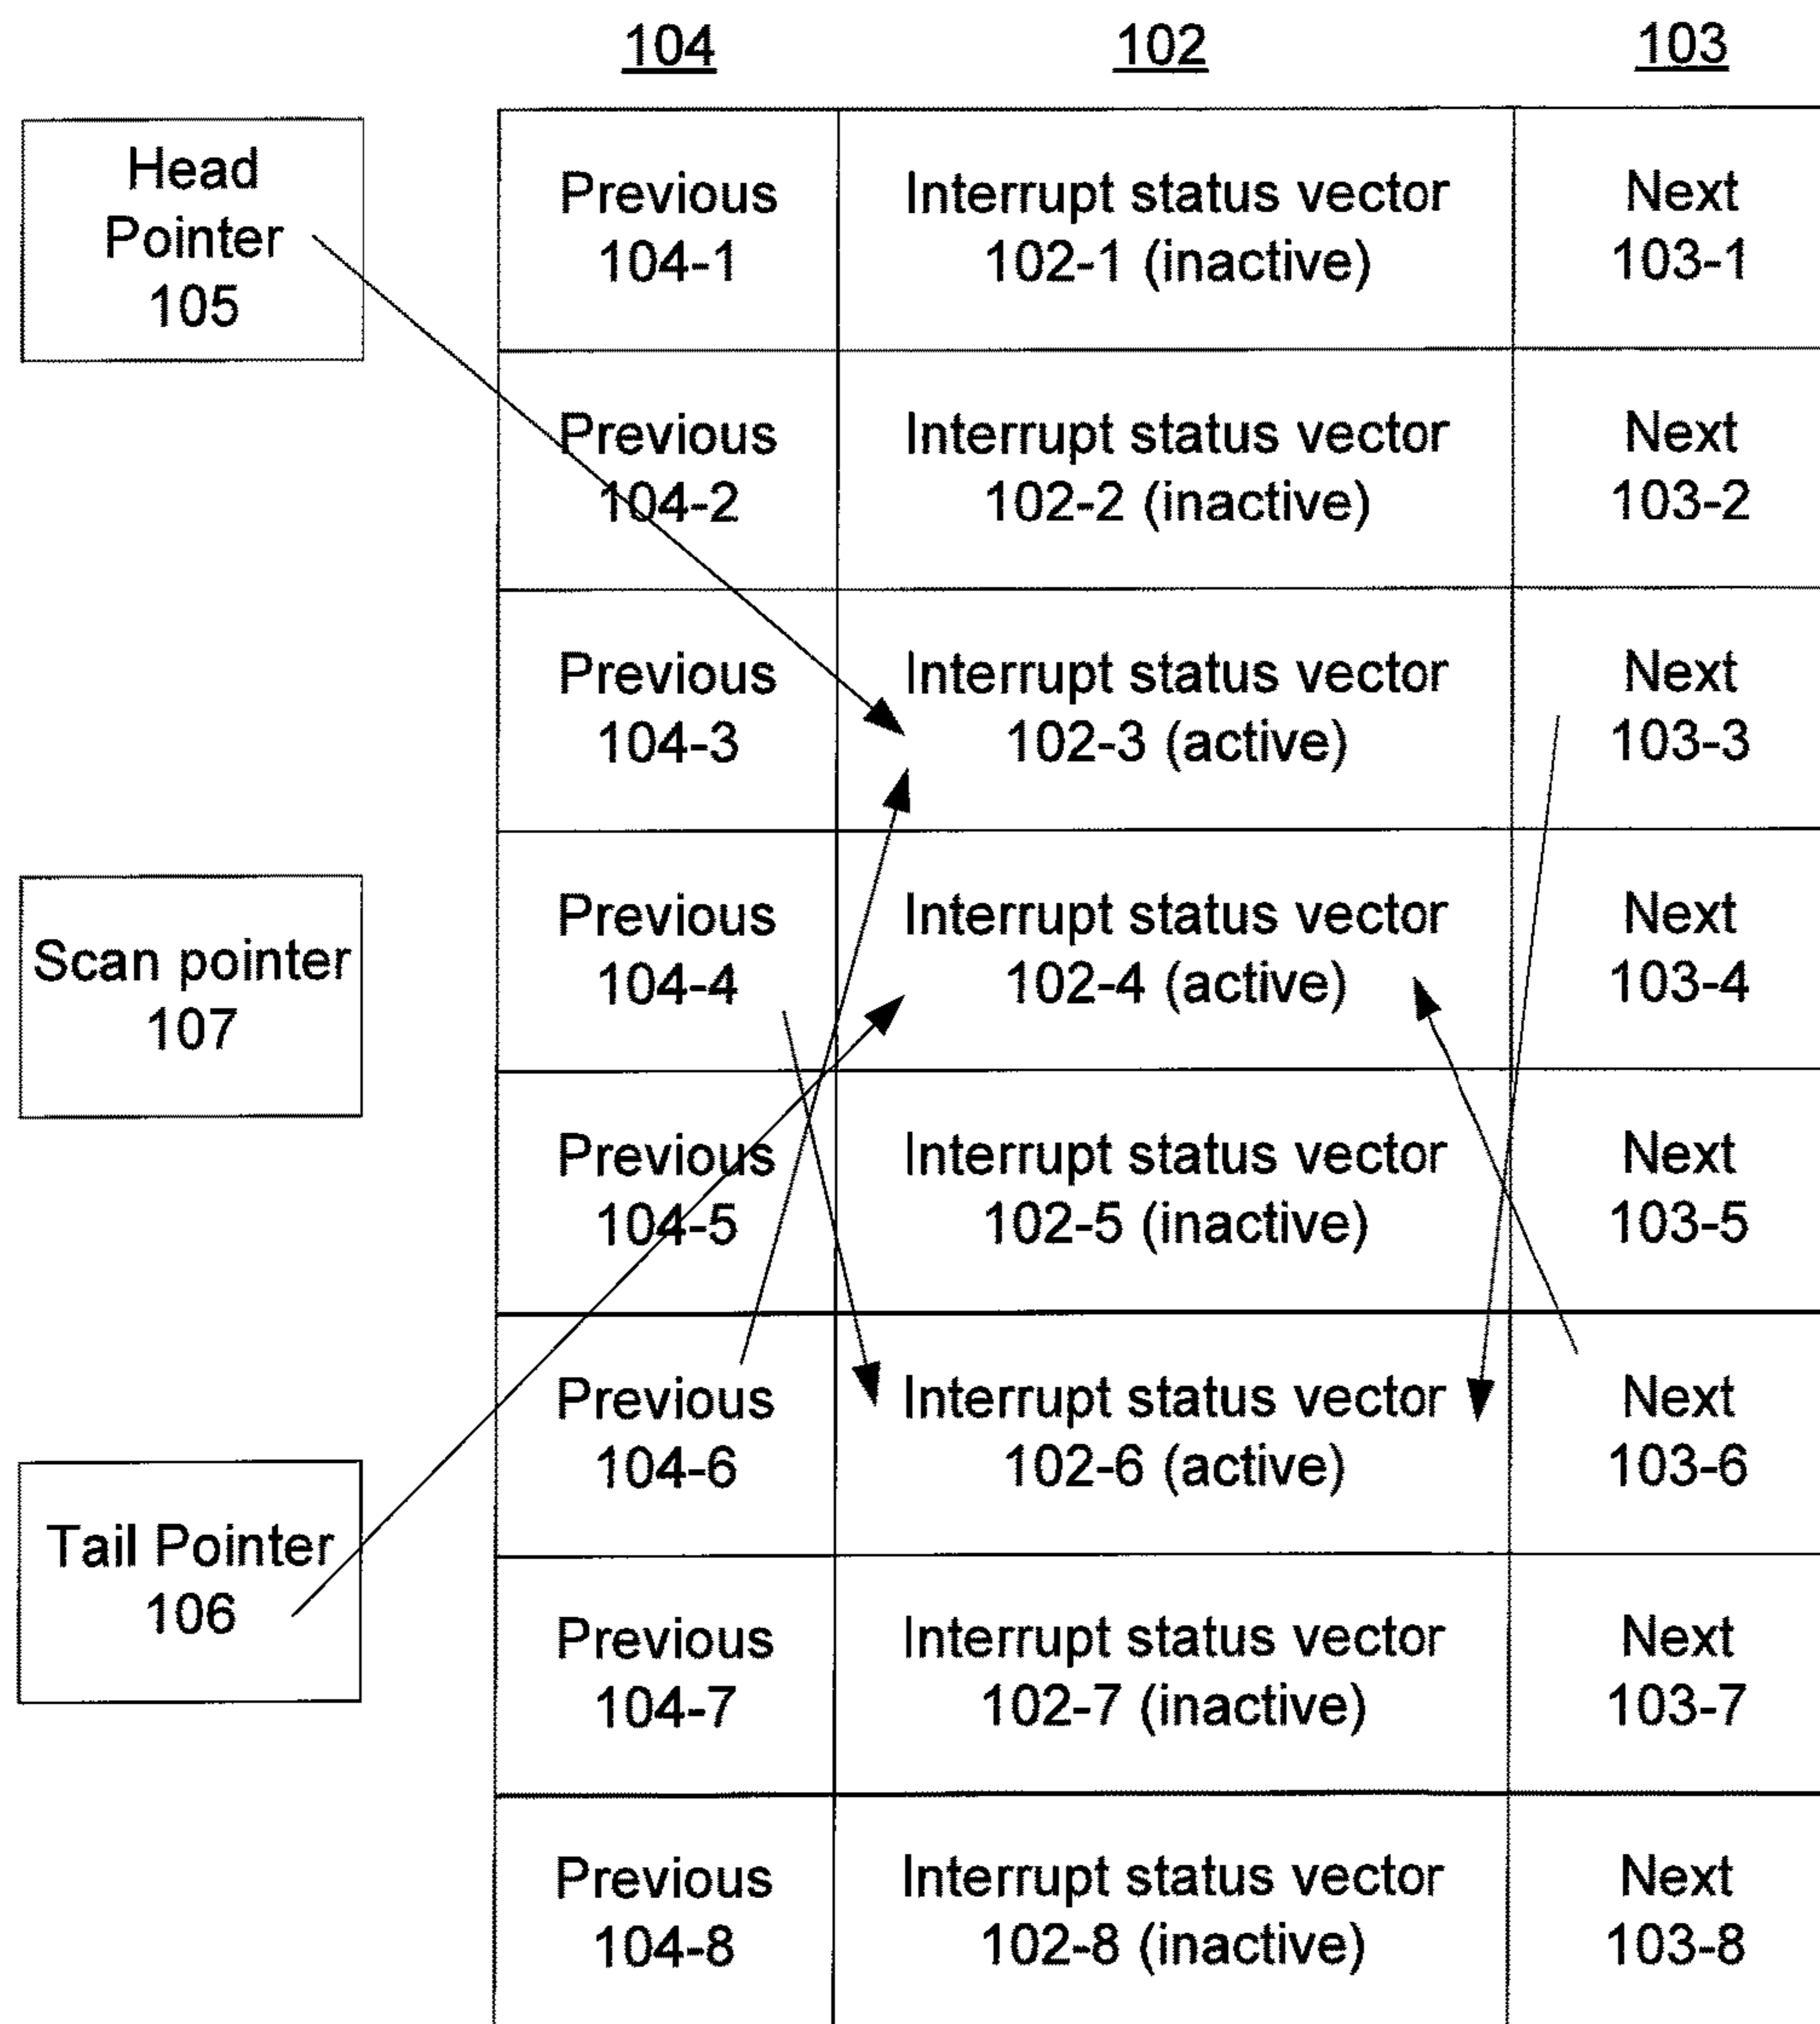 104
102
103
Head
Pointer
105
Scan pointer
107
Tail Pointer
106
Previous
104-1
Interrupt status vector
102-1 (inactive)
Next
103-1
Previous
104-2
Interrupt status vector
102-2 (inactive)
Next
103-2
Previous
104-3
Interrupt status vector
102-3 (active)
Next
103-3
Previous
104-4
Interrupt status vector
102-4 (active)
Next
103-4
Previous
104-5
Interrupt status vector
102-5 (inactive)
Next
103-5
Previous
104-6
Interrupt status vector
102-6 (active)
Next
103-6
Previous
104-7
Interrupt status vector
102-7 (inactive)
Next
103-7
Previous
104-8
Interrupt status vector
102-8 (inactive)
Next
103-8